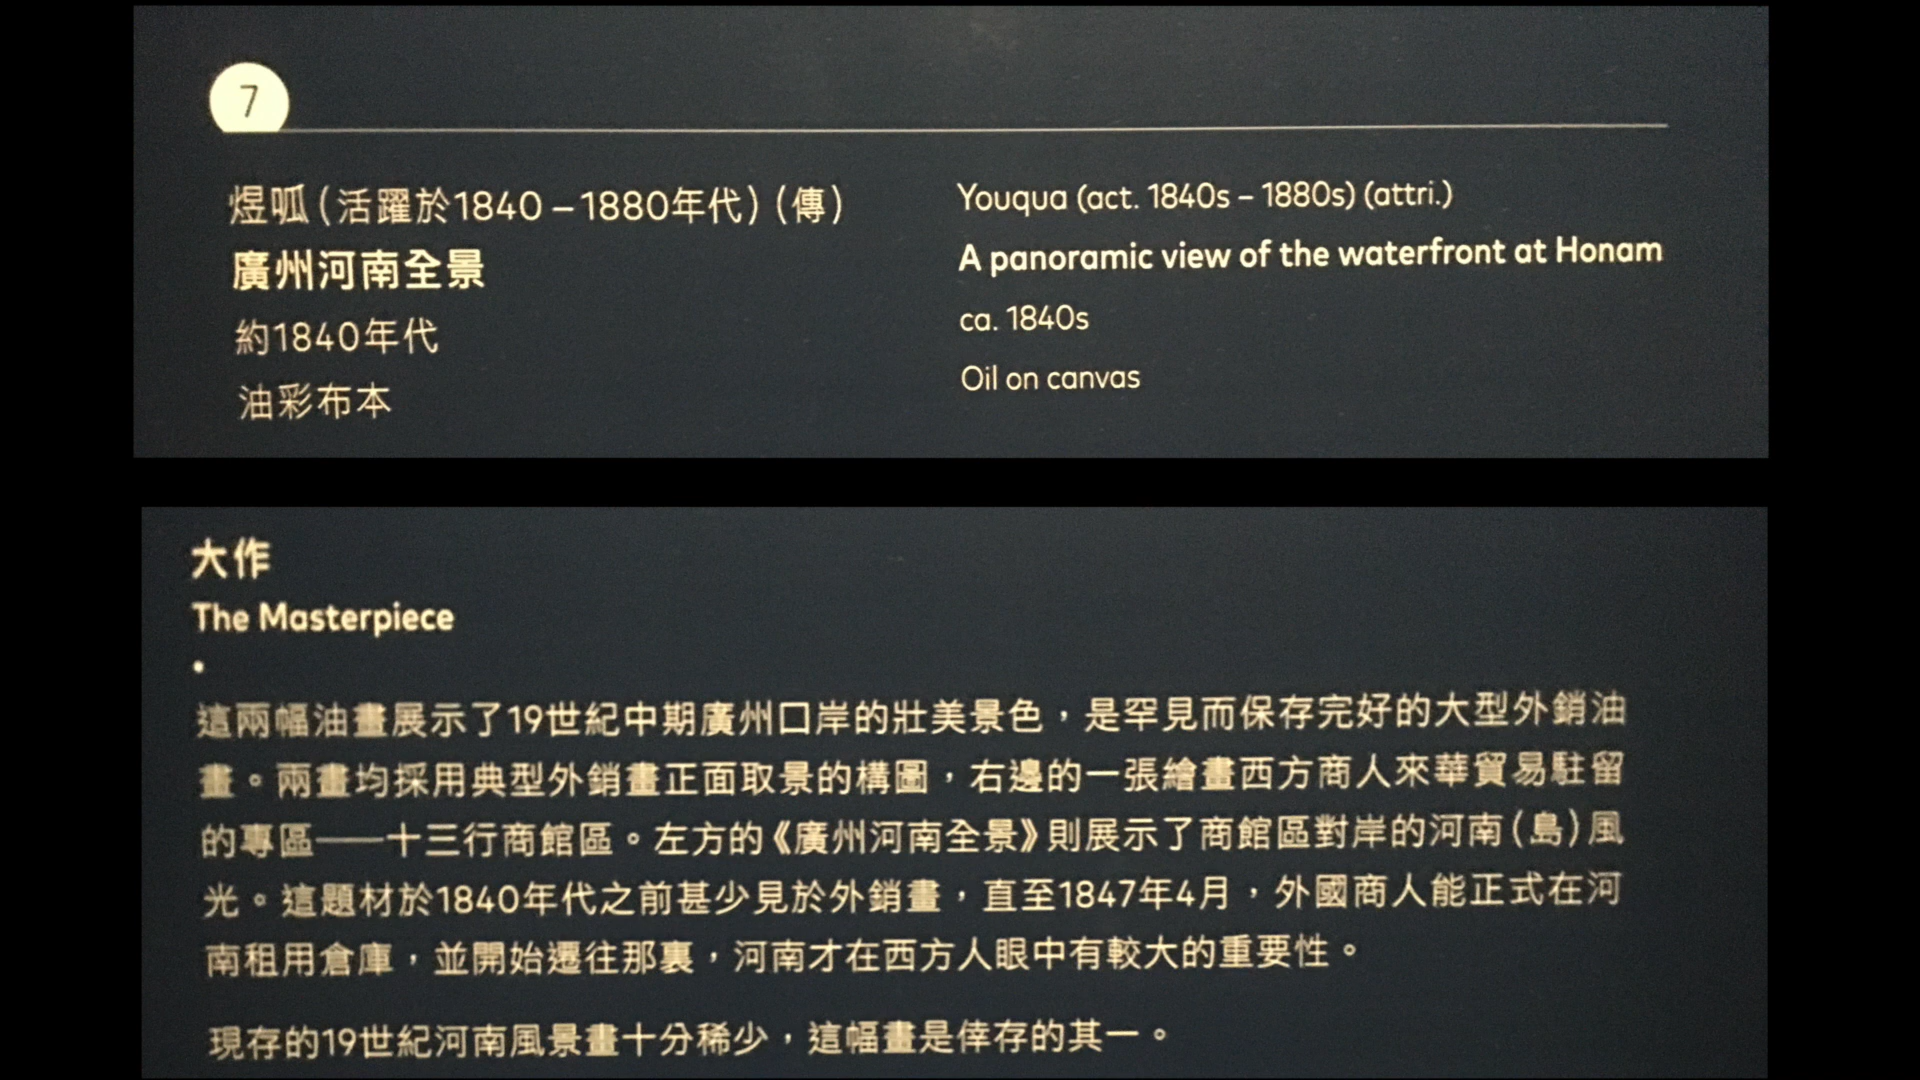 7
煜呱(活躍於1840–1880年代)(傳)
廣州河南全景
約1840年代
油彩布本
Youqua (act. 1840s – 1880s) (attri.)
A panoramic view of the waterfront at Honam
ca. 1840s
Oil on canvas
大作
The Masterpiece
•
這兩幅油畫展示了19世紀中期廣州口岸的壯美景色，是罕見而保存完好的大型外銷油
畫。兩畫均採用典型外銷畫正面取景的構圖，右邊的一張繪畫西方商人來華貿易駐留
的專區——十三行商館區。左方的《廣州河南全景》則展示了商館區對岸的河南(島)風
光。這題材於1840年代之前甚少見於外銷畫，直至1847年4月，外國商人能正式在河
南租用倉庫，並開始遷往那裏，河南才在西方人眼中有較大的重要性。
現存的19世紀河南風景畫十分稀少，這幅畫是倖存的其一。